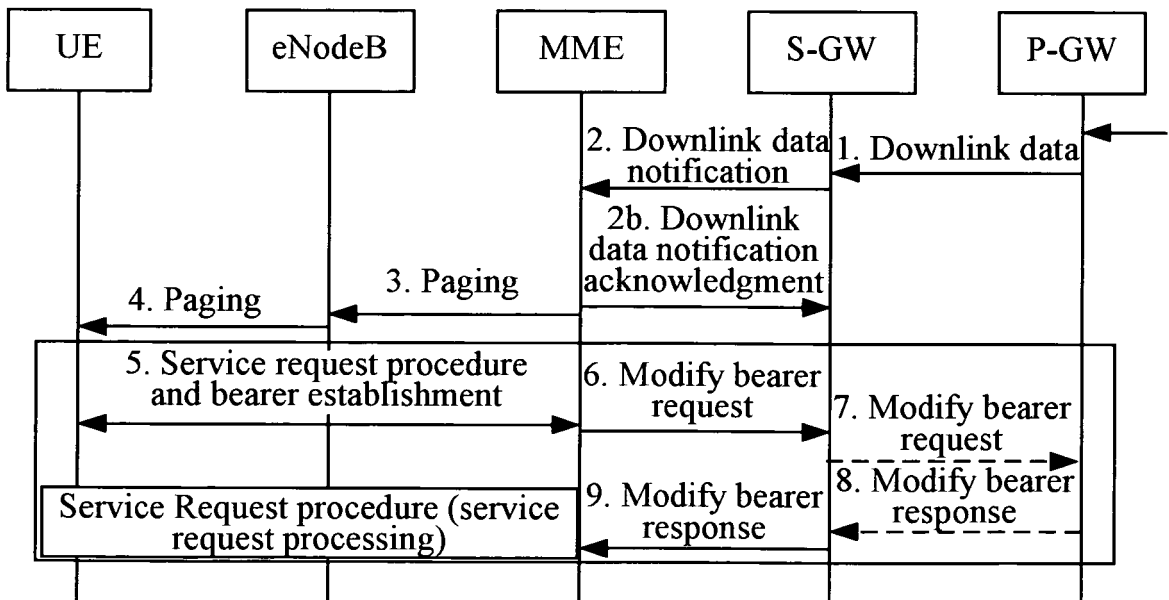 UE
eNodeB
MME
S-GW
P-GW
2. Downlink data
notification
1. Downlink data
2b. Downlink
data notification
acknowledgment
3. Paging
4. Paging
5. Service request procedure
and bearer establishment
6. Modify bearer
request
7. Modify bearer
request
8. Modify bearer
response
9. Modify bearer
response
Service Request procedure (service
request processing)